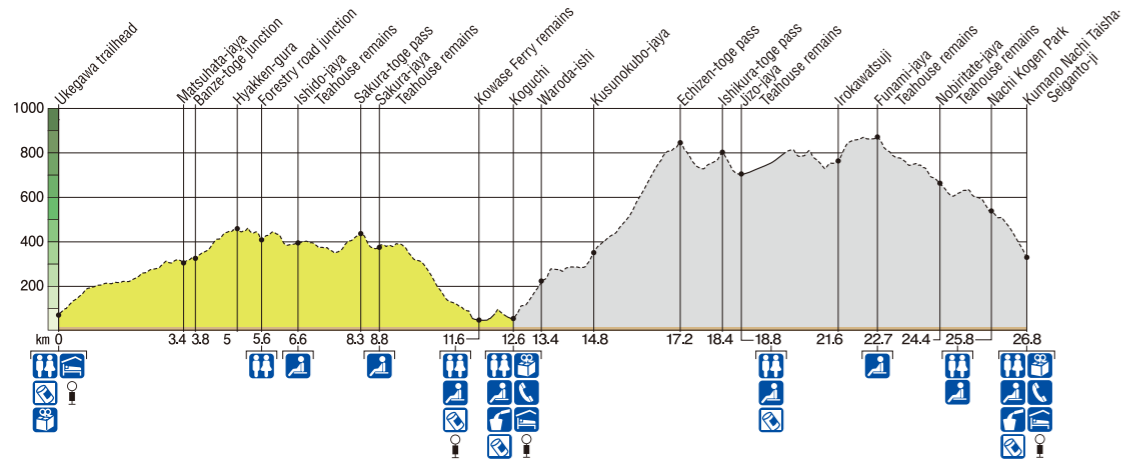 Ukegawa trailhead
Matsuhata-jaya
Banze-toge junction
Hyakken-gura
Forestry road junction
Ishido-jaya
Teahouse remains
Sakura-toge pass
Sakura-jaya
Teahouse remains
Kowase Ferry remains
Koguchi
Waroda-ishi
Kusunokubo-jaya
Echizen-toge pass
Ishikura-toge pass
Jizo-jaya
Teahouse remains
Irokawatsuji
Funami-jaya
Teahouse remains
Nobiritate-jaya
Teahouse remains
Nachi Kogen Park
Kumano Nachi Taisha-
Seiganto-ji
1000
800
600
400
200
km 0 3.4 3.8 5 5.6 6.6 8.3 8.8 11.6 12.6 13.4 14.8 17.2 18.4 18.8 21.6 22.7 24.4 25.8 26.8